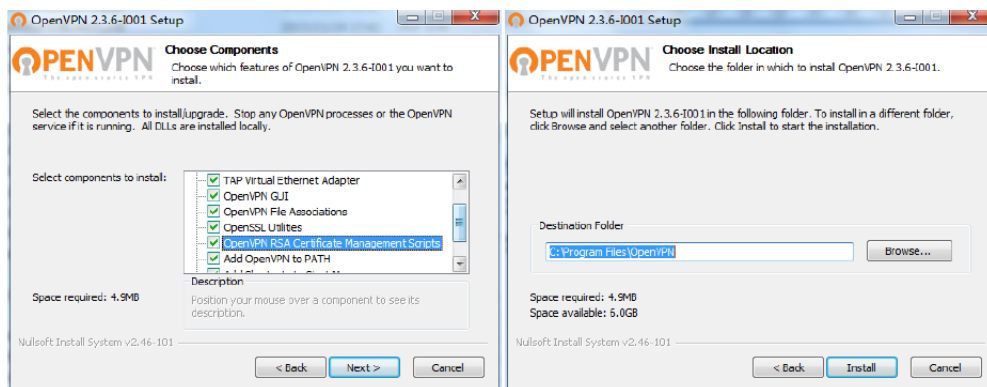 OpenVPN 2.3.6-I001 Setup
OPENVPN
The open source VPN
Choose Components
Choose which features of OpenVPN 2.3.6-I001 you want to
install.
Select the components to install/upgrade. Stop any OpenVPN processes or the OpenVPN
service if it is running. All DLLs are installed locally.
Select components to install:
TAP Virtual Ethernet Adapter
OpenVPN GUI
OpenVPN File Associations
OpenSSL Utilities
OpenVPN RSA Certificate Management Scripts
Add OpenVPN to PATH
Space required: 4.9MB
Description
Position your mouse over a component to see its
description.
Nullsoft Install System v2.46-101
< Back
Next >
Cancel
OpenVPN 2.3.6-I001 Setup
OPENVPN
The open source VPN
Choose Install Location
Choose the folder in which to install OpenVPN 2.3.6-I001.
Setup will install OpenVPN 2.3.6-I001 in the following folder. To install in a different folder,
click Browse and select another folder. Click Install to start the installation.
Destination Folder
C:\Program Files\OpenVPN
Browse...
Space required: 4.9MB
Space available: 6.0GB
Nullsoft Install System v2.46-101
< Back
Install
Cancel